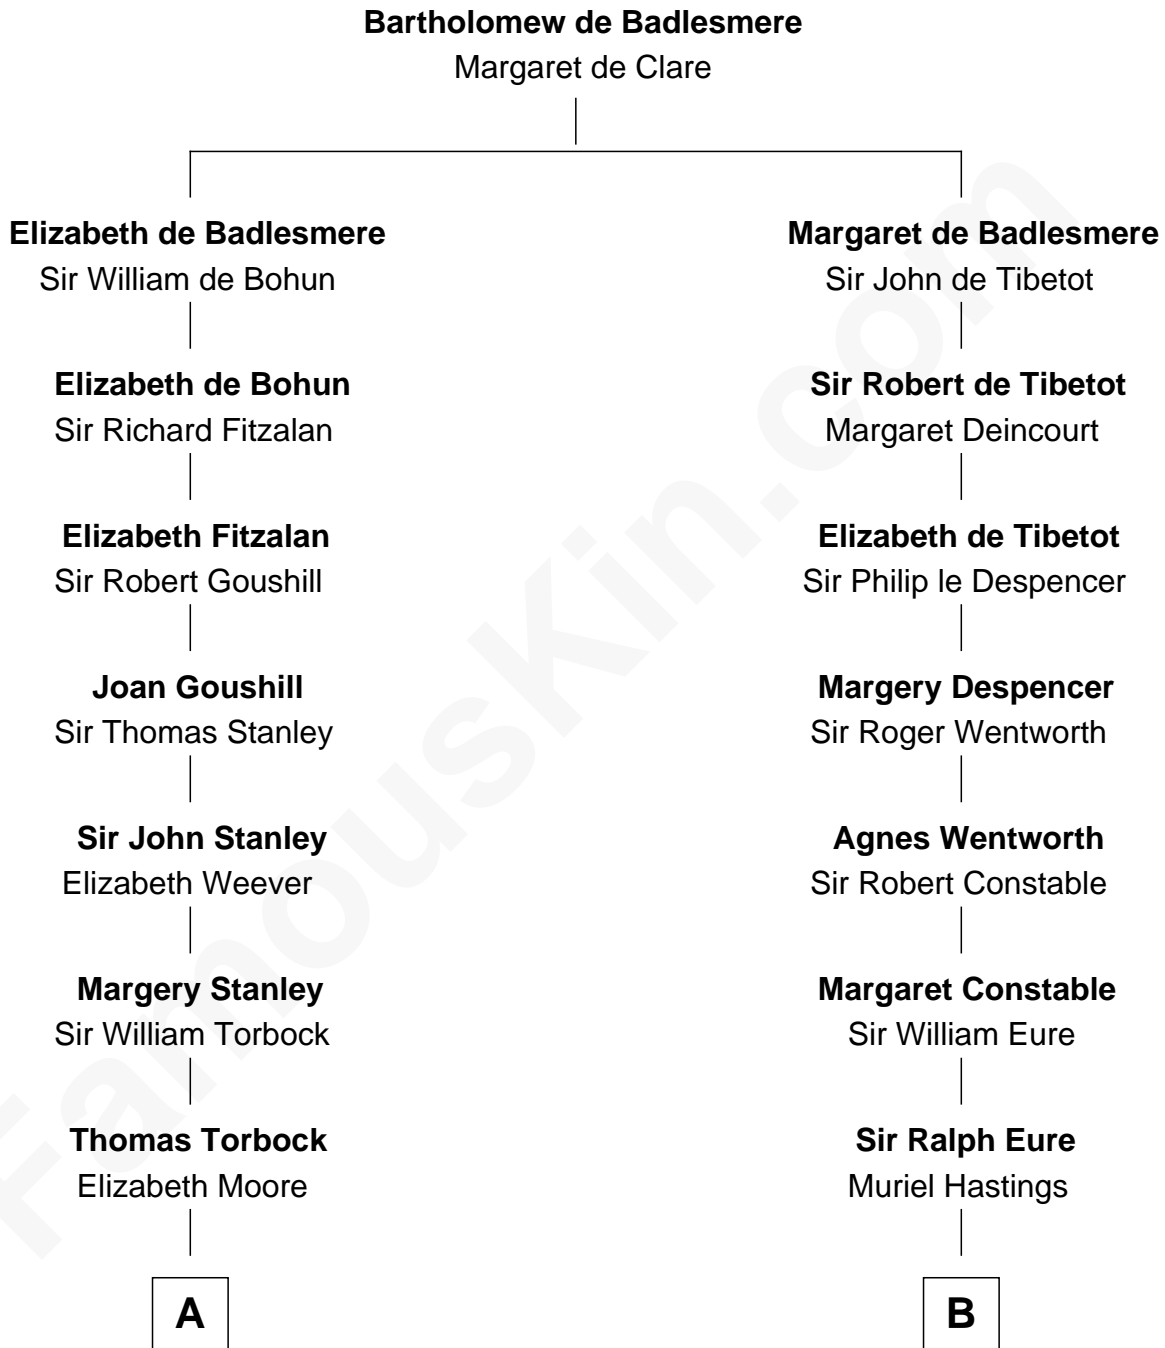 Bartholomew de Badlesmere
Margaret de Clare
Elizabeth de Badlesmere
Sir William de Bohun
Margaret de Badlesmere
Sir John de Tibetot
Elizabeth de Bohun
Sir Richard Fitzalan
Sir Robert de Tibetot
Margaret Deincourt
Elizabeth Fitzalan
Sir Robert Goushill
Elizabeth de Tibetot
Sir Philip le Despencer
Joan Goushill
Sir Thomas Stanley
Margery Despencer
Sir Roger Wentworth
Sir John Stanley
Elizabeth Weever
Agnes Wentworth
Sir Robert Constable
Margery Stanley
Sir William Torbock
Margaret Constable
Sir William Eure
Thomas Torbock
Elizabeth Moore
Sir Ralph Eure
Muriel Hastings
A
B
FamousKin.com